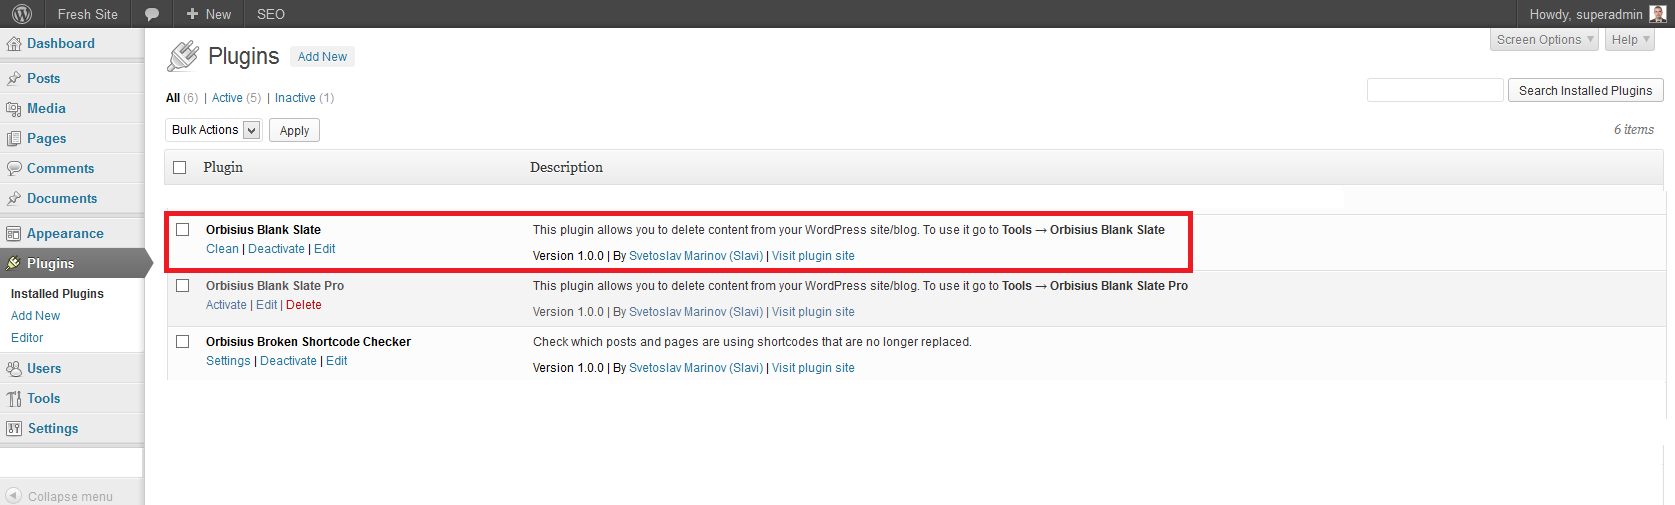 Fresh Site + New SEO Howdy, superadmin
Dashboard
Posts
Media
Pages
Comments
Documents
Appearance
Plugins
Installed Plugins
Add New
Editor
Users
Tools
Settings
Collapse menu
Screen Options Help
Plugins Add New
All (6) | Active (5) | Inactive (1)
Search Installed Plugins
Bulk Actions Apply
6 items
Plugin Description
Orbisius Blank Slate
Clean | Deactivate | Edit
This plugin allows you to delete content from your WordPress site/blog. To use it go to Tools → Orbisius Blank Slate
Version 1.0.0 | By Svetoslav Marinov (Slavi) | Visit plugin site
Orbisius Blank Slate Pro
Activate | Edit | Delete
This plugin allows you to delete content from your WordPress site/blog. To use it go to Tools → Orbisius Blank Slate Pro
Version 1.0.0 | By Svetoslav Marinov (Slavi) | Visit plugin site
Orbisius Broken Shortcode Checker
Settings | Deactivate | Edit
Check which posts and pages are using shortcodes that are no longer replaced.
Version 1.0.0 | By Svetoslav Marinov (Slavi) | Visit plugin site